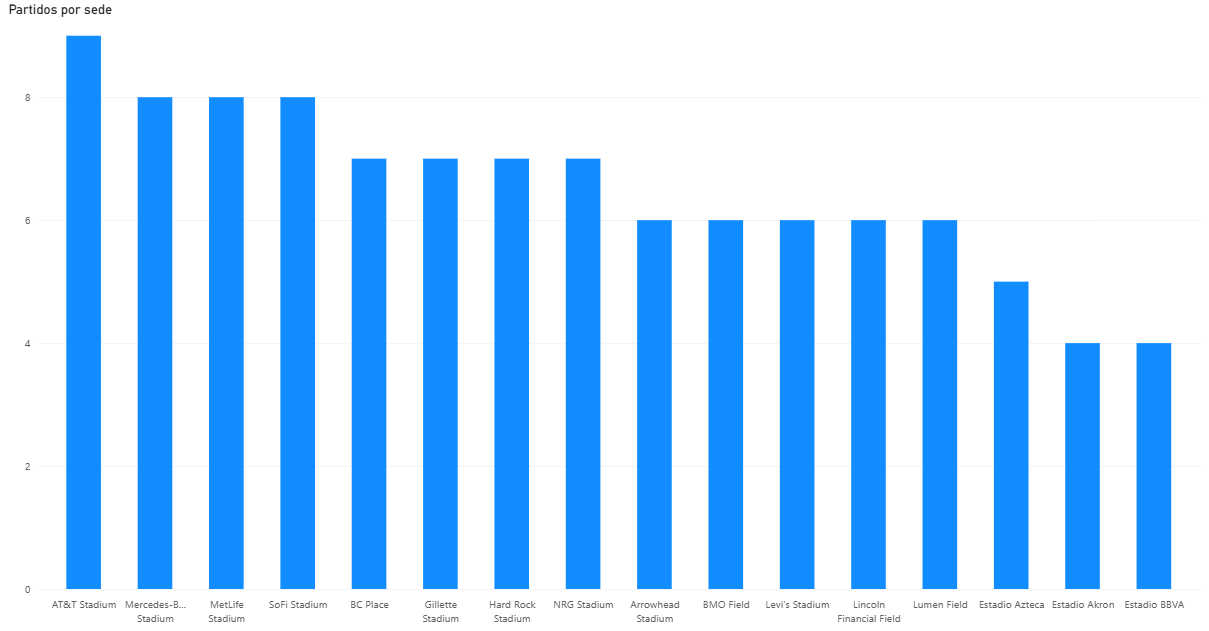 Partidos por sede
8
6
4
2
0
AT&T Stadium
Mercedes-B...
Stadium
MetLife
Stadium
SoFi Stadium
BC Place
Gillette
Stadium
Hard Rock
Stadium
NRG Stadium
Arrowhead
Stadium
BMO Field
Levi's Stadium
Lincoln
Financial Field
Lumen Field
Estadio Azteca
Estadio Akron
Estadio BBVA